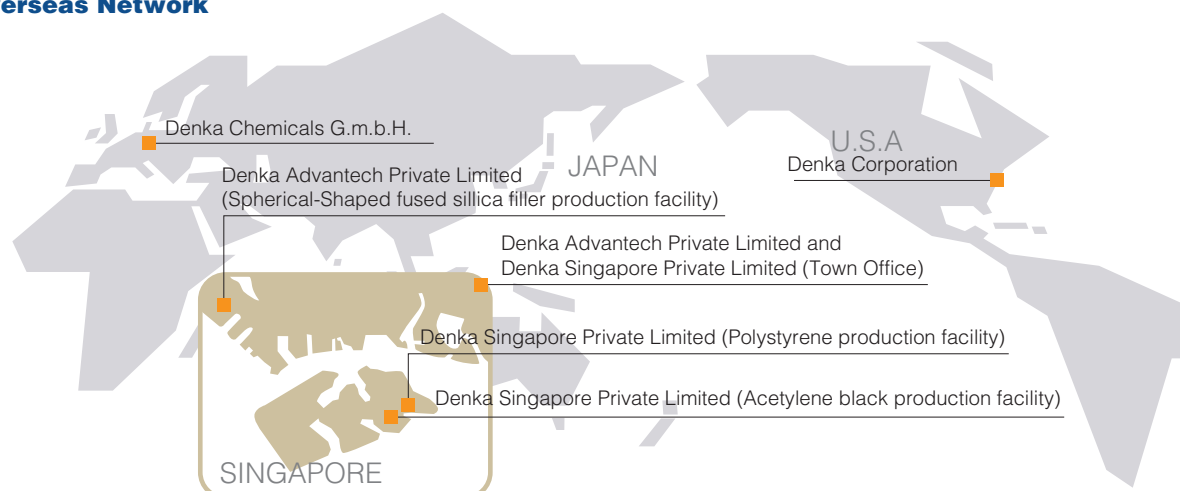 verseas Network
Denka Chemicals G.m.b.H.
U.S.A
JAPAN
Denka Corporation
Denka Advantech Private Limited
(Spherical-Shaped fused sillica filler production facility)
Denka Advantech Private Limited and
Denka Singapore Private Limited (Town Office)
Denka Singapore Private Limited (Polystyrene production facility)
Denka Singapore Private Limited (Acetylene black production facility)
SINGAPORE